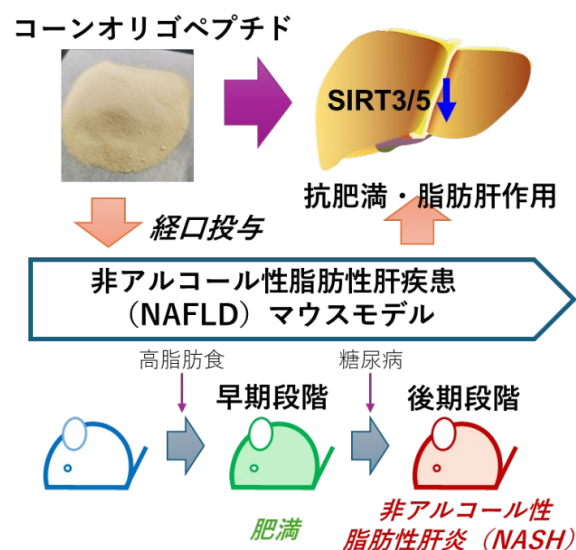 コーンオリゴペプチド
SIRT3/5
抗肥満・脂肪肝作用
経口投与
非アルコール性脂肪性肝疾患
（NAFLD）マウスモデル
高脂肪食
糖尿病
早期段階
後期段階
肥満
非アルコール性
脂肪性肝炎（NASH）